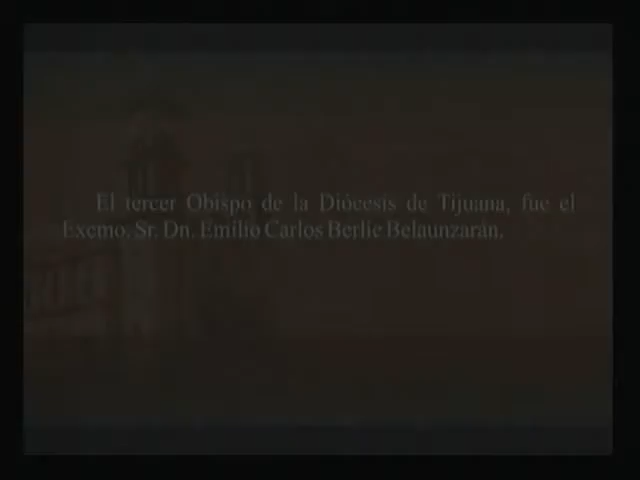 El tercer Obispo de la Diócesis de Tijuana, fue el
Excmo. Sr. Dn. Emilio Carlos Berlie Belaunzarán.